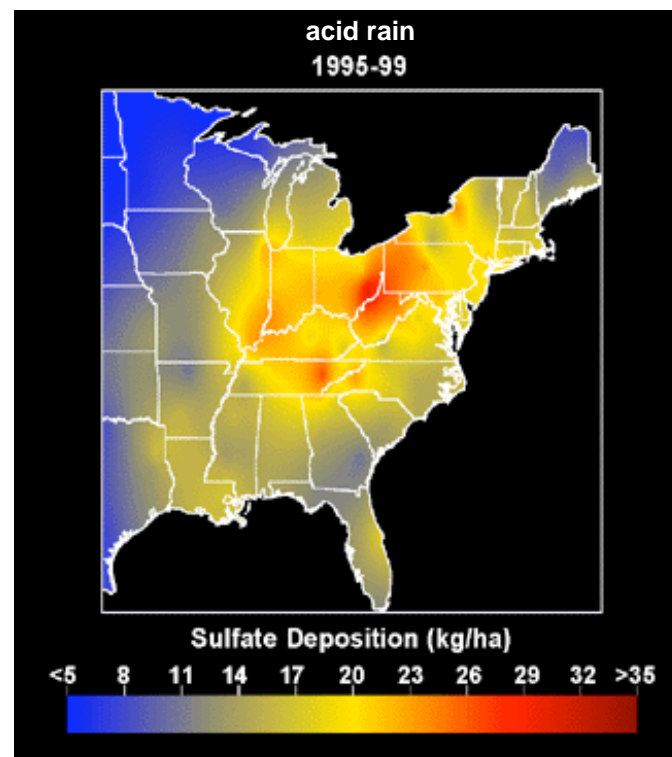 acid rain
1995-99
Sulfate Deposition (kg/ha)
<5 8 11 14 17 20 23 26 29 32 >35